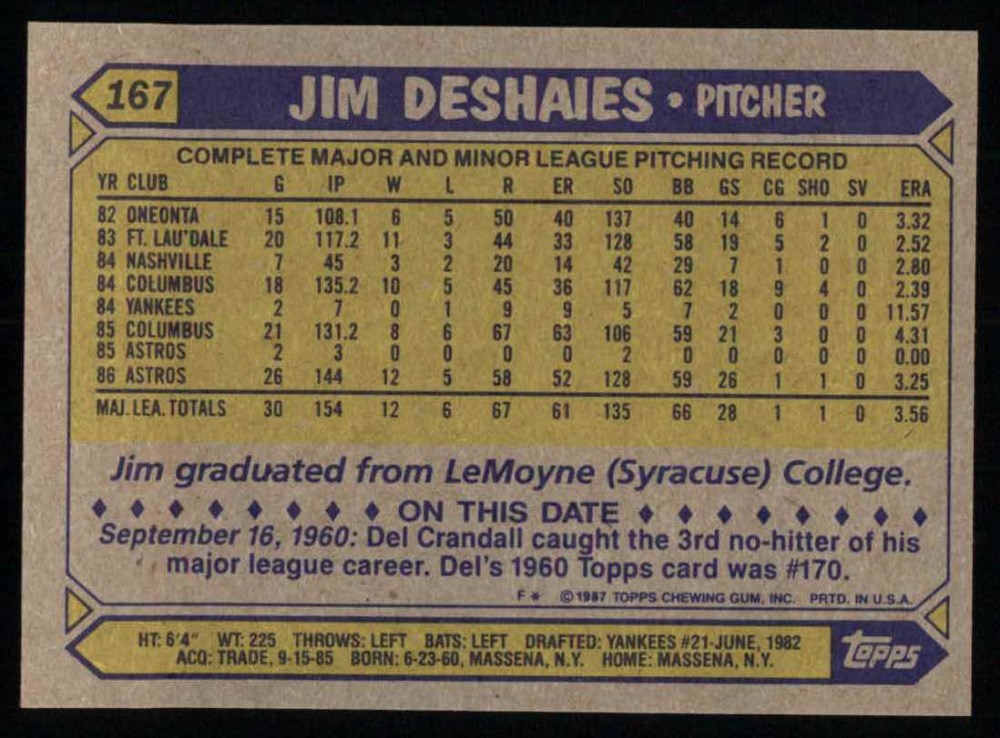 167 JIM DESHAIES • PITCHER
COMPLETE MAJOR AND MINOR LEAGUE PITCHING RECORD
YR CLUB G IP W L R ER SO BB GS CG SHO SV ERA
82 ONEONTA 15 108.1 6 5 50 40 137 40 14 6 1 0 3.32
83 FT. LAU'DALE 20 117.2 11 3 44 33 128 58 19 5 2 0 2.52
84 NASHVILLE 7 45 3 2 20 14 42 29 7 1 0 0 2.80
84 COLUMBUS 18 135.2 10 5 45 36 117 62 18 9 4 0 2.39
84 YANKEES 2 7 0 1 9 9 5 7 2 0 0 0 11.57
85 COLUMBUS 21 131.2 8 6 67 63 106 59 21 3 0 0 4.31
85 ASTROS 2 3 0 0 0 0 2 0 0 0 0 0 0.00
86 ASTROS 26 144 12 5 58 52 128 59 26 1 1 0 3.25
MAJ. LEA. TOTALS 30 154 12 6 67 61 135 66 28 1 1 0 3.56
Jim graduated from LeMoyne (Syracuse) College.
♦ ♦ ♦ ♦ ♦ ♦ ♦ ♦ ON THIS DATE ♦ ♦ ♦ ♦ ♦ ♦ ♦ ♦
September 16, 1960: Del Crandall caught the 3rd no-hitter of his
major league career. Del's 1960 Topps card was #170.
F * © 1987 TOPPS CHEWING GUM, INC. PRTD. IN U.S.A.
HT: 6'4" WT: 225 THROWS: LEFT BATS: LEFT DRAFTED: YANKEES #21-JUNE, 1982
ACQ: TRADE, 9-15-85 BORN: 6-23-60, MASSENA, N.Y. HOME: MASSENA, N.Y.
topps